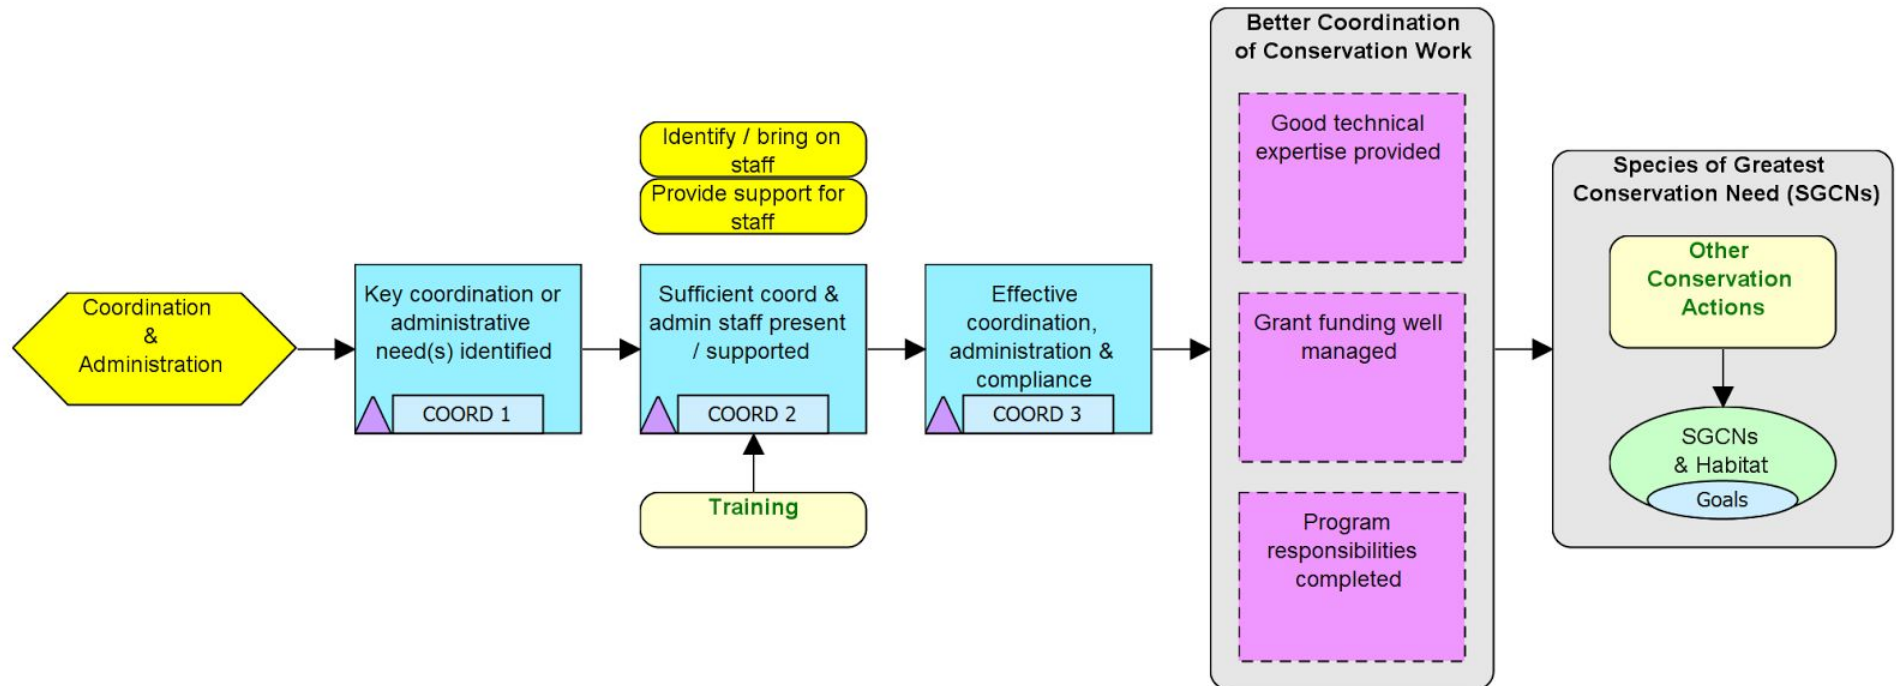 Coordination
&
Administration
Key coordination or
administrative
need(s) identified
COORD 1
Identify / bring on
staff
Provide support for
staff
Sufficient coord &
admin staff present
/ supported
COORD 2
Training
Effective
coordination,
administration &
compliance
COORD 3
Better Coordination
of Conservation Work
Good technical
expertise provided
Grant funding well
managed
Program
responsibilities
completed
Species of Greatest
Conservation Need (SGCNs)
Other
Conservation
Actions
SGCNs
& Habitat
Goals